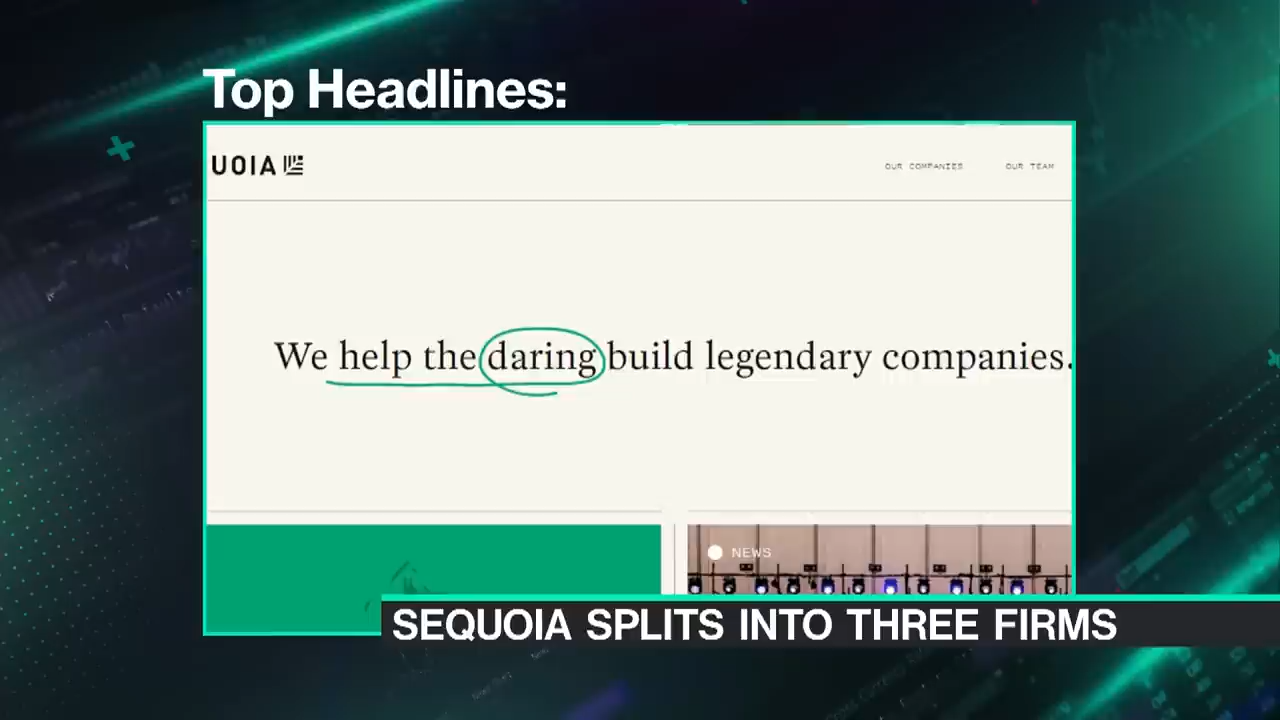 Top Headlines:
UOIA
OUR COMPANIES OUR TEAM
We help the daring build legendary companies.
NEWS
SEQUOIA SPLITS INTO THREE FIRMS